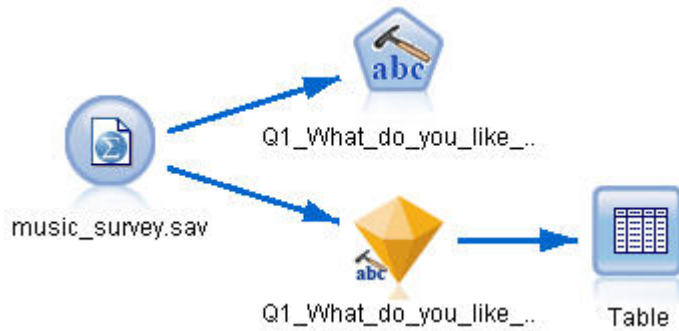 abc
Q1_What_do_you_like_..
music_survey.sav
abc
Q1_What_do_you_like_..
Table